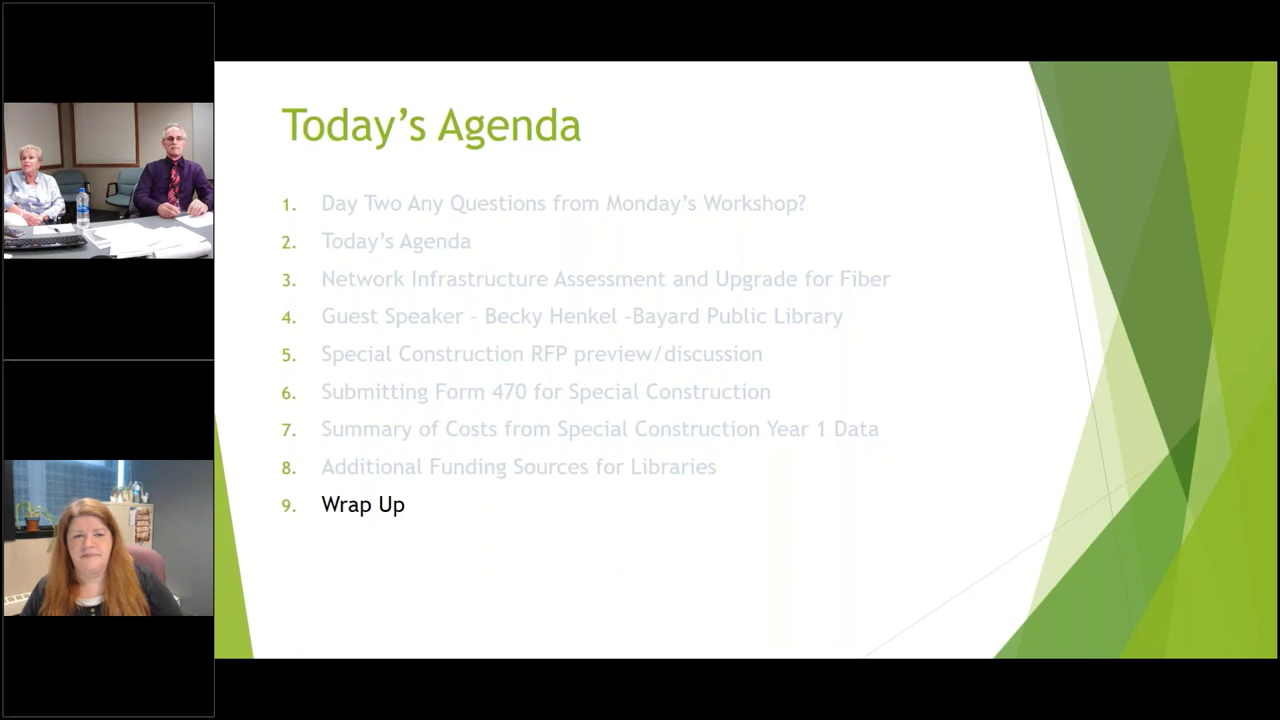 Today's Agenda
1. Day Two Any Questions from Monday's Workshop?
2. Today's Agenda
3. Network Infrastructure Assessment and Upgrade for Fiber
4. Guest Speaker – Becky Henkel -Bayard Public Library
5. Special Construction RFP preview/discussion
6. Submitting Form 470 for Special Construction
7. Summary of Costs from Special Construction Year 1 Data
8. Additional Funding Sources for Libraries
9. Wrap Up